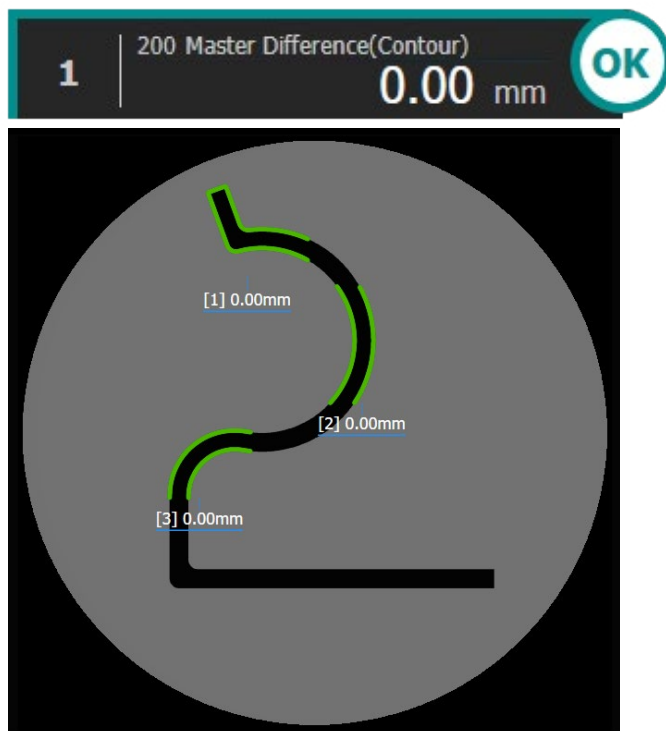 1
200 Master Difference(Contour)
0.00 mm
OK
[1] 0.00mm
[2] 0.00mm
[3] 0.00mm